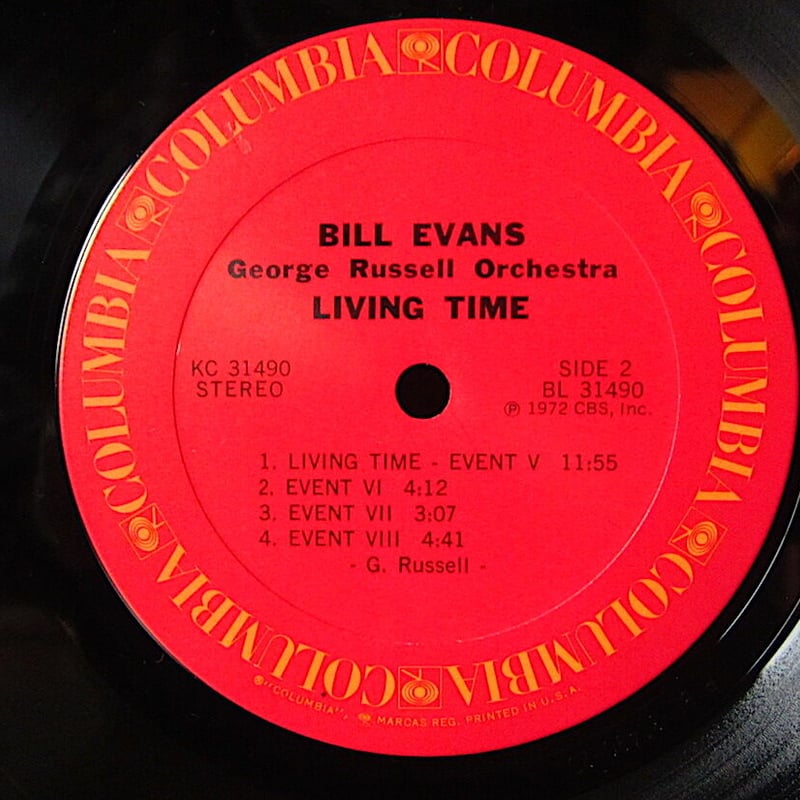 COLUMBIA COLUMBIA COLUMBIA COLUMBIA COLUMBIA COLUMBIA
BILL EVANS
George Russell Orchestra
LIVING TIME
KC 31490
STEREO
SIDE 2
BL 31490
℗ 1972 CBS, Inc.
1. LIVING TIME - EVENT V 11:55
2. EVENT VI 4:12
3. EVENT VII 3:07
4. EVENT VIII 4:41
- G. Russell -
®"COLUMBIA", MARCAS REG. PRINTED IN U.S.A.